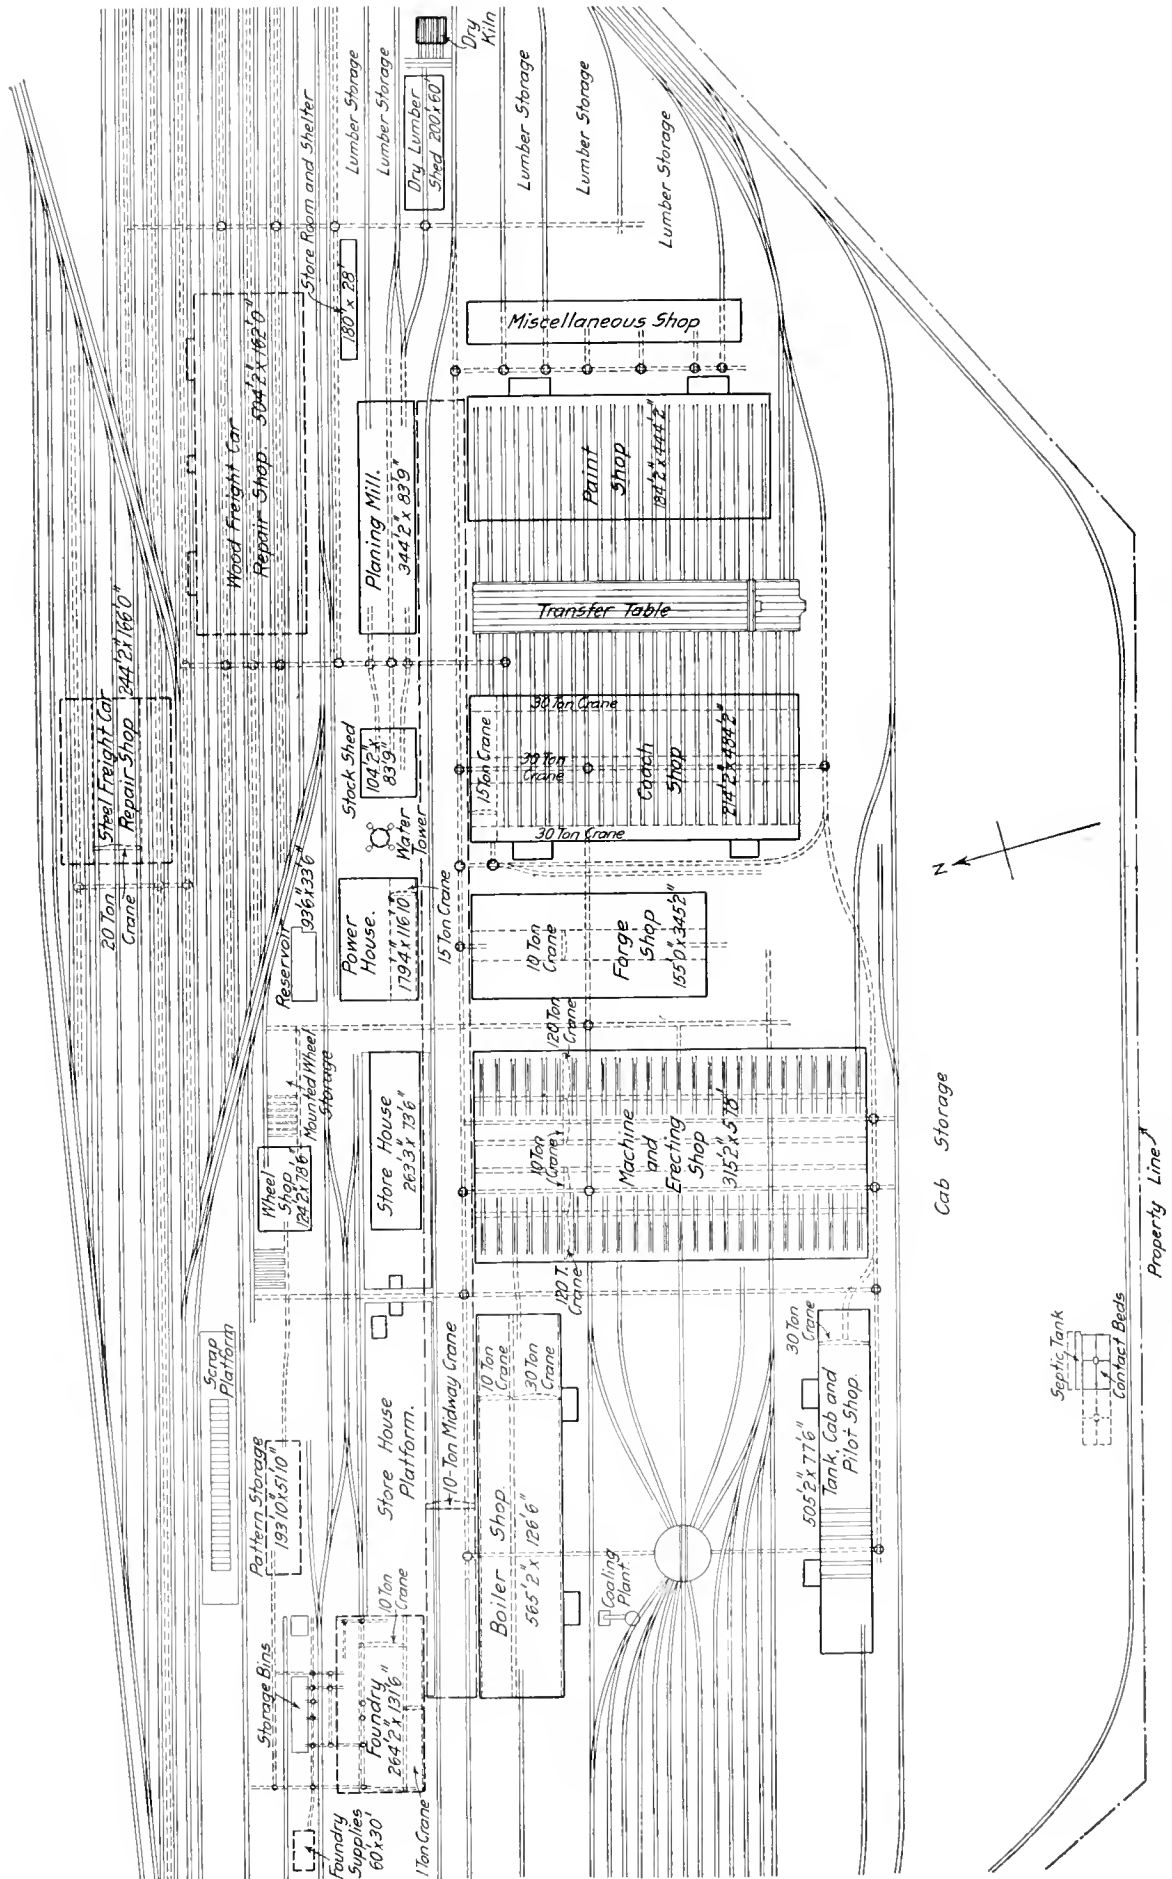 Lumber Storage
Lumber Storage
Dry Lumber
Shed 200'x60'
Dry
Kiln
Lumber Storage
Lumber Storage
Lumber Storage
Store Room and Shelter
180' x 28'
Miscellaneous Shop
Wood Freight Car
Repair Shop. 504'2" x 162'0"
Planing Mill.
344'2" x 83'9"
Paint
Shop
184'2" x 444'2"
Transfer Table
Steel Freight Car
Repair Shop 244'2" x 166'0"
20 Ton
Crane
Stock Shed
104'2" x
83'9"
Water
Tower
15 Ton Crane
30 Ton Crane
30 Ton
Crane
30 Ton Crane
Coach
Shop
214'2" x 484'2"
Reservoir
93'6" x 33'6"
Power
House.
179'4" x 116'10"
15 Ton Crane
10 Ton
Crane
Forge
Shop
155'0" x 345'2"
N
Mounted Wheel
Storage
Wheel
Shop
124'2" x 78'6"
Store House
263'3" x 73'6"
120 Ton
Crane
10 Ton
Crane
120 T.
Crane
Machine
and
Erecting
Shop
315'2" x 578'
Cab Storage
Property Line
Scrap
Platform
Pattern Storage
193'10" x 51'10"
Store House
Platform.
10-Ton Midway Crane
10 Ton
Crane
30 Ton
Crane
Boiler Shop
565'2" x 126'6"
30 Ton
Crane
505'2" x 77'6"
Tank, Cab and
Pilot Shop.
Septic Tank
Contact Beds
Coaling
Plant
Storage Bins
10 Ton
Crane
Foundry
264'2" x 131'6"
Foundry
Supplies
60'x30'
1 Ton Crane